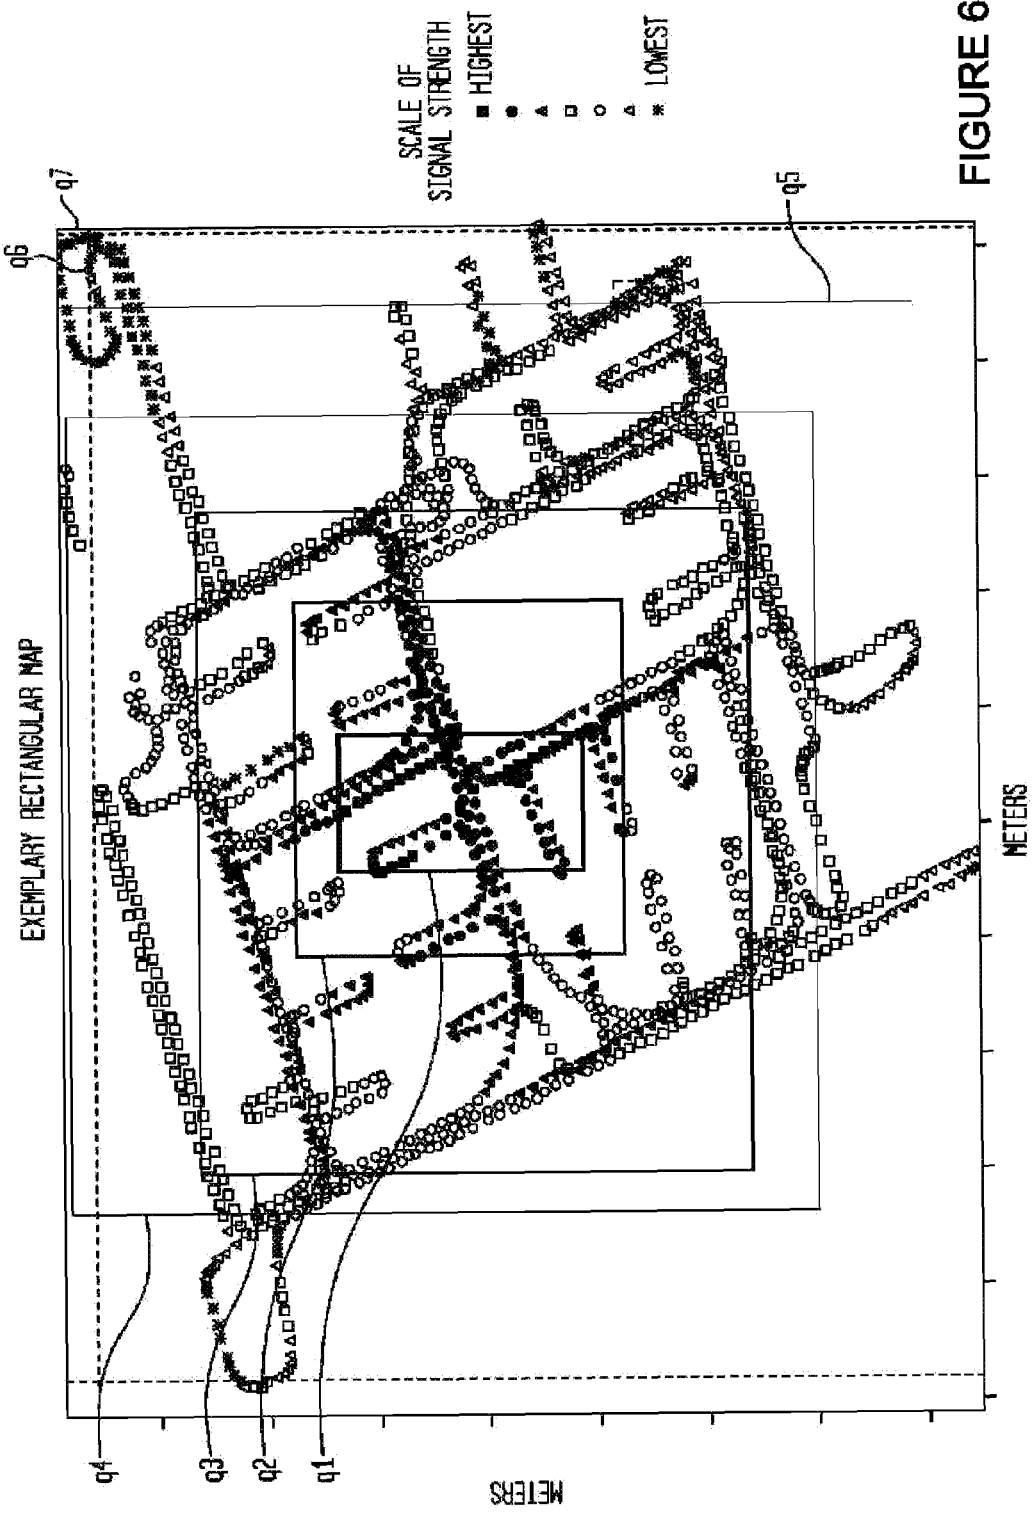 EXEMPLARY RECTANGULAR MAP
q6
q7
SCALE OF
SIGNAL STRENGTH
HIGHEST
LOWEST
q5
q4
q3
q2
q1
METERS
METERS
FIGURE 6